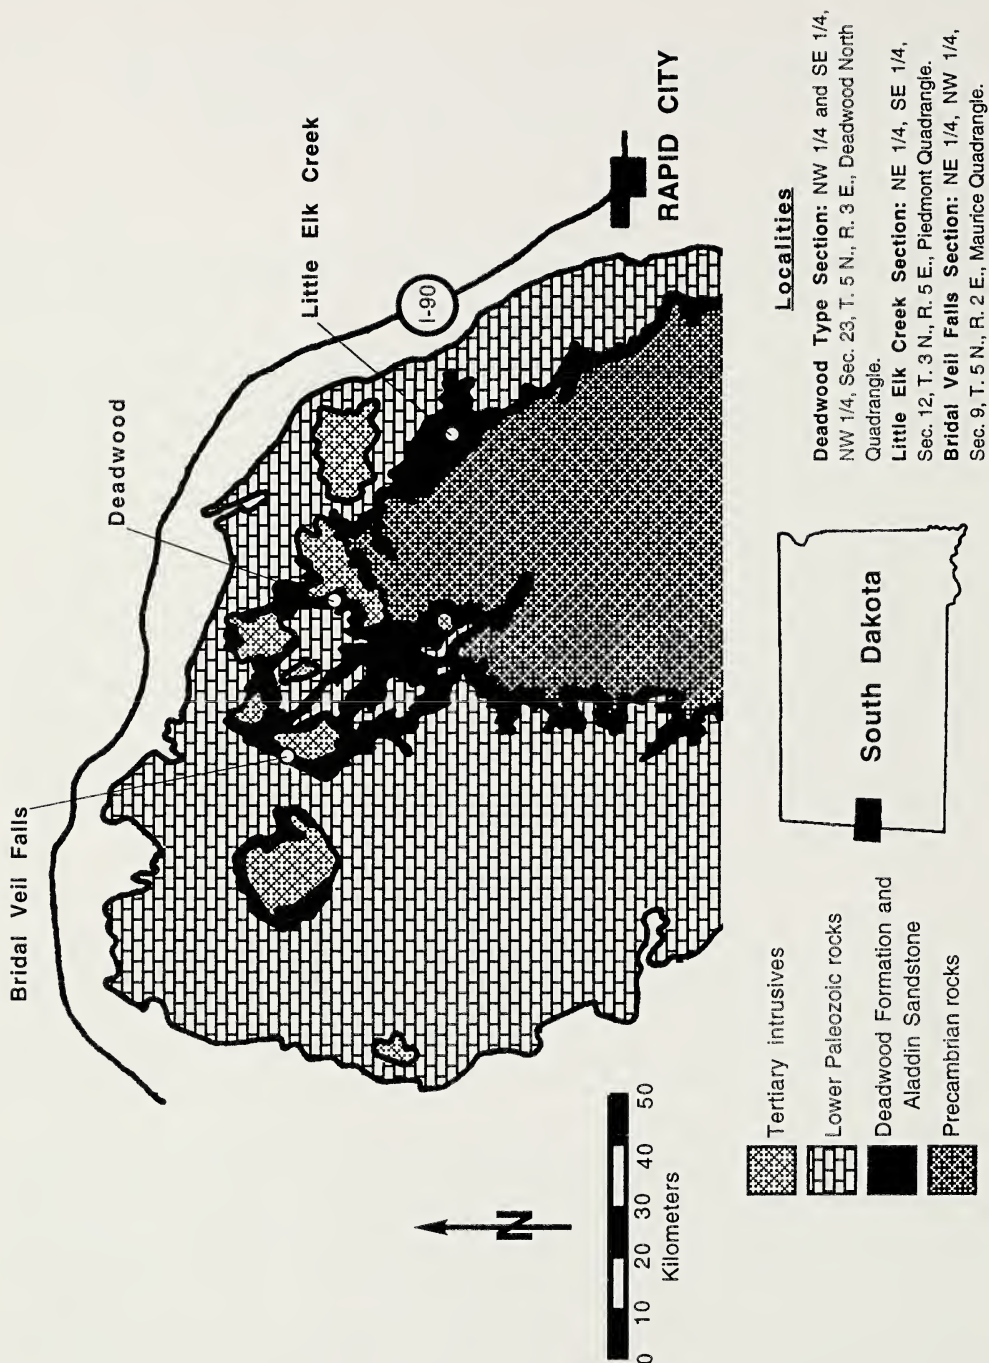 Bridal Veil Falls
Deadwood
Little Elk Creek
I-90
RAPID CITY
N
0 10 20 30 40 50
Kilometers
Tertiary intrusives
Lower Paleozoic rocks
Deadwood Formation and
Aladdin Sandstone
Precambrian rocks
South Dakota
Localities
Deadwood Type Section: NW 1/4 and SE 1/4,
NW 1/4, Sec. 23, T. 5 N., R. 3 E., Deadwood North
Quadrangle.
Little Elk Creek Section: NE 1/4, SE 1/4,
Sec. 12, T. 3 N., R. 5 E., Piedmont Quadrangle.
Bridal Veil Falls Section: NE 1/4, NW 1/4,
Sec. 9, T. 5 N., R. 2 E., Maurice Quadrangle.